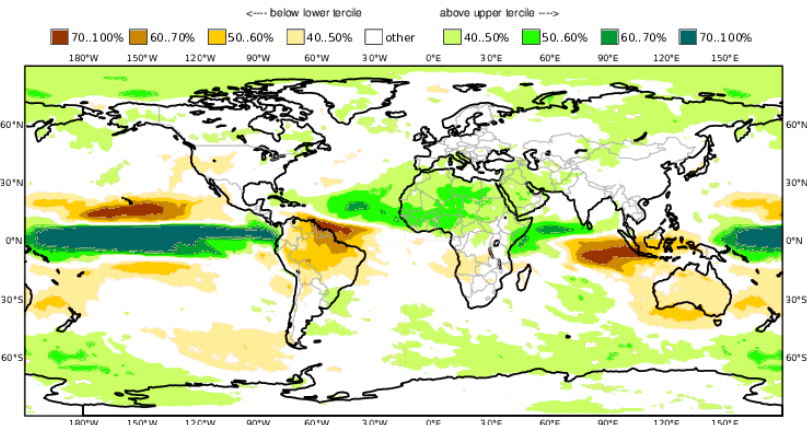 <---- below lower tercile above upper tercile ---->
70..100% 60..70% 50..60% 40..50% other 40..50% 50..60% 60..70% 70..100%
180°W 150°W 120°W 90°W 60°W 30°W 0°E 30°E 60°E 90°E 120°E 150°E
60°N 60°N
30°N 30°N
0°N 0°N
30°S 30°S
60°S 60°S
180°W 150°W 120°W 90°W 60°W 30°W 0°E 30°E 60°E 90°E 120°E 150°E